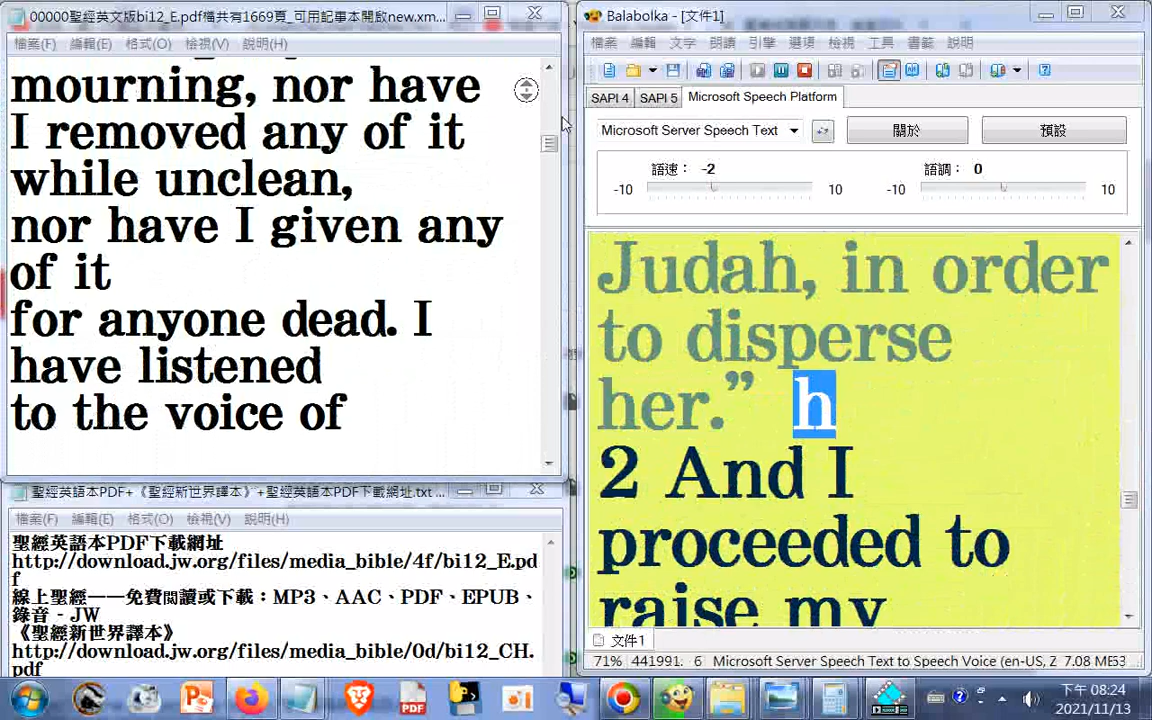 00000聖經英文版bi12_E.pdf檔共有1669頁_可用記事本開啟new.xm...
檔案(F) 編輯(E) 格式(O) 檢視(V) 說明(H)
mourning, nor have
I removed any of it
while unclean,
nor have I given any
of it
for anyone dead. I
have listened
to the voice of
聖經英語本PDF+《聖經新世界譯本》+聖經英語本PDF下載網址.txt ...
檔案(F) 編輯(E) 格式(O) 檢視(V) 說明(H)
聖經英語本PDF下載網址
http://download.jw.org/files/media_bible/4f/bi12_E.pd
f
線上聖經——免費閱讀或下載：MP3、AAC、PDF、EPUB、
錄音 - JW
《聖經新世界譯本》
http://download.jw.org/files/media_bible/0d/bi12_CH.
pdf
Balabolka - [文件1]
檔案 編輯 文字 朗讀 引擎 選項 檢視 工具 書籤 說明
SAPI 4 SAPI 5 Microsoft Speech Platform
Microsoft Server Speech Text 關於 預設
語速： -2 語調： 0
-10 10 -10 10
Judah, in order
to disperse
her.” h
2 And I
proceeded to
raise my
文件1
71% 441991. 6 Microsoft Server Speech Text to Speech Voice (en-US, Z 7.08 ME53
下午 08:24
2021/11/13